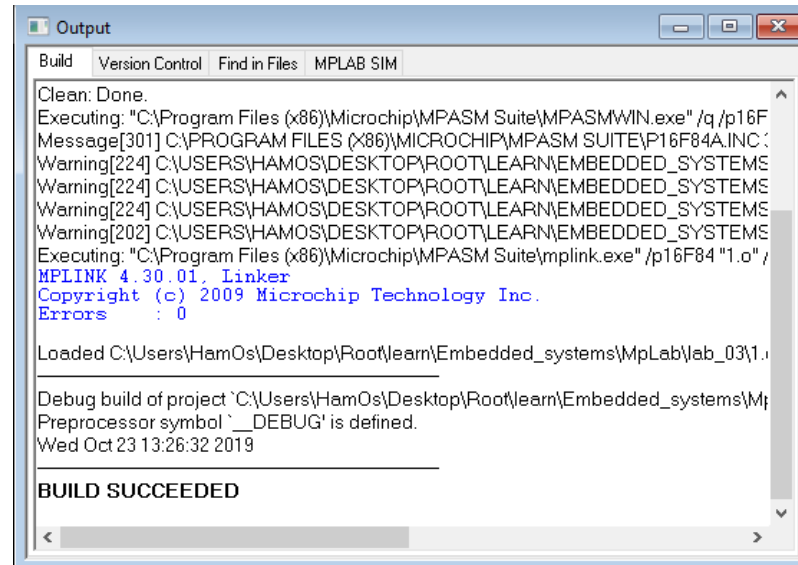 Output
Build Version Control Find in Files MPLAB SIM
Clean: Done.
Executing: "C:\Program Files (x86)\Microchip\MPASM Suite\MPASMWIN.exe" /q /p16F
Message[301] C:\PROGRAM FILES (X86)\MICROCHIP\MPASM SUITE\P16F84A.INC
Warning[224] C:\USERS\HAMOS\DESKTOP\ROOT\LEARN\EMBEDDED_SYSTEMS
Warning[224] C:\USERS\HAMOS\DESKTOP\ROOT\LEARN\EMBEDDED_SYSTEMS
Warning[224] C:\USERS\HAMOS\DESKTOP\ROOT\LEARN\EMBEDDED_SYSTEMS
Warning[202] C:\USERS\HAMOS\DESKTOP\ROOT\LEARN\EMBEDDED_SYSTEMS
Executing: "C:\Program Files (x86)\Microchip\MPASM Suite\mplink.exe" /p16F84 "1.o" /
MPLINK 4.30.01, Linker
Copyright (c) 2009 Microchip Technology Inc.
Errors : 0
Loaded C:\Users\HamOs\Desktop\Root\learn\Embedded_systems\MpLab\lab_03\1.
Debug build of project `C:\Users\HamOs\Desktop\Root\learn\Embedded_systems\Mp
Preprocessor symbol `__DEBUG' is defined.
Wed Oct 23 13:26:32 2019
BUILD SUCCEEDED